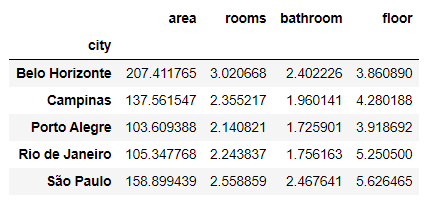 area rooms bathroom floor
city
Belo Horizonte 207.411765 3.020668 2.402226 3.860890
Campinas 137.561547 2.355217 1.960141 4.280188
Porto Alegre 103.609388 2.140821 1.725901 3.918692
Rio de Janeiro 105.347768 2.243837 1.756163 5.250500
São Paulo 158.899439 2.558859 2.467641 5.626465